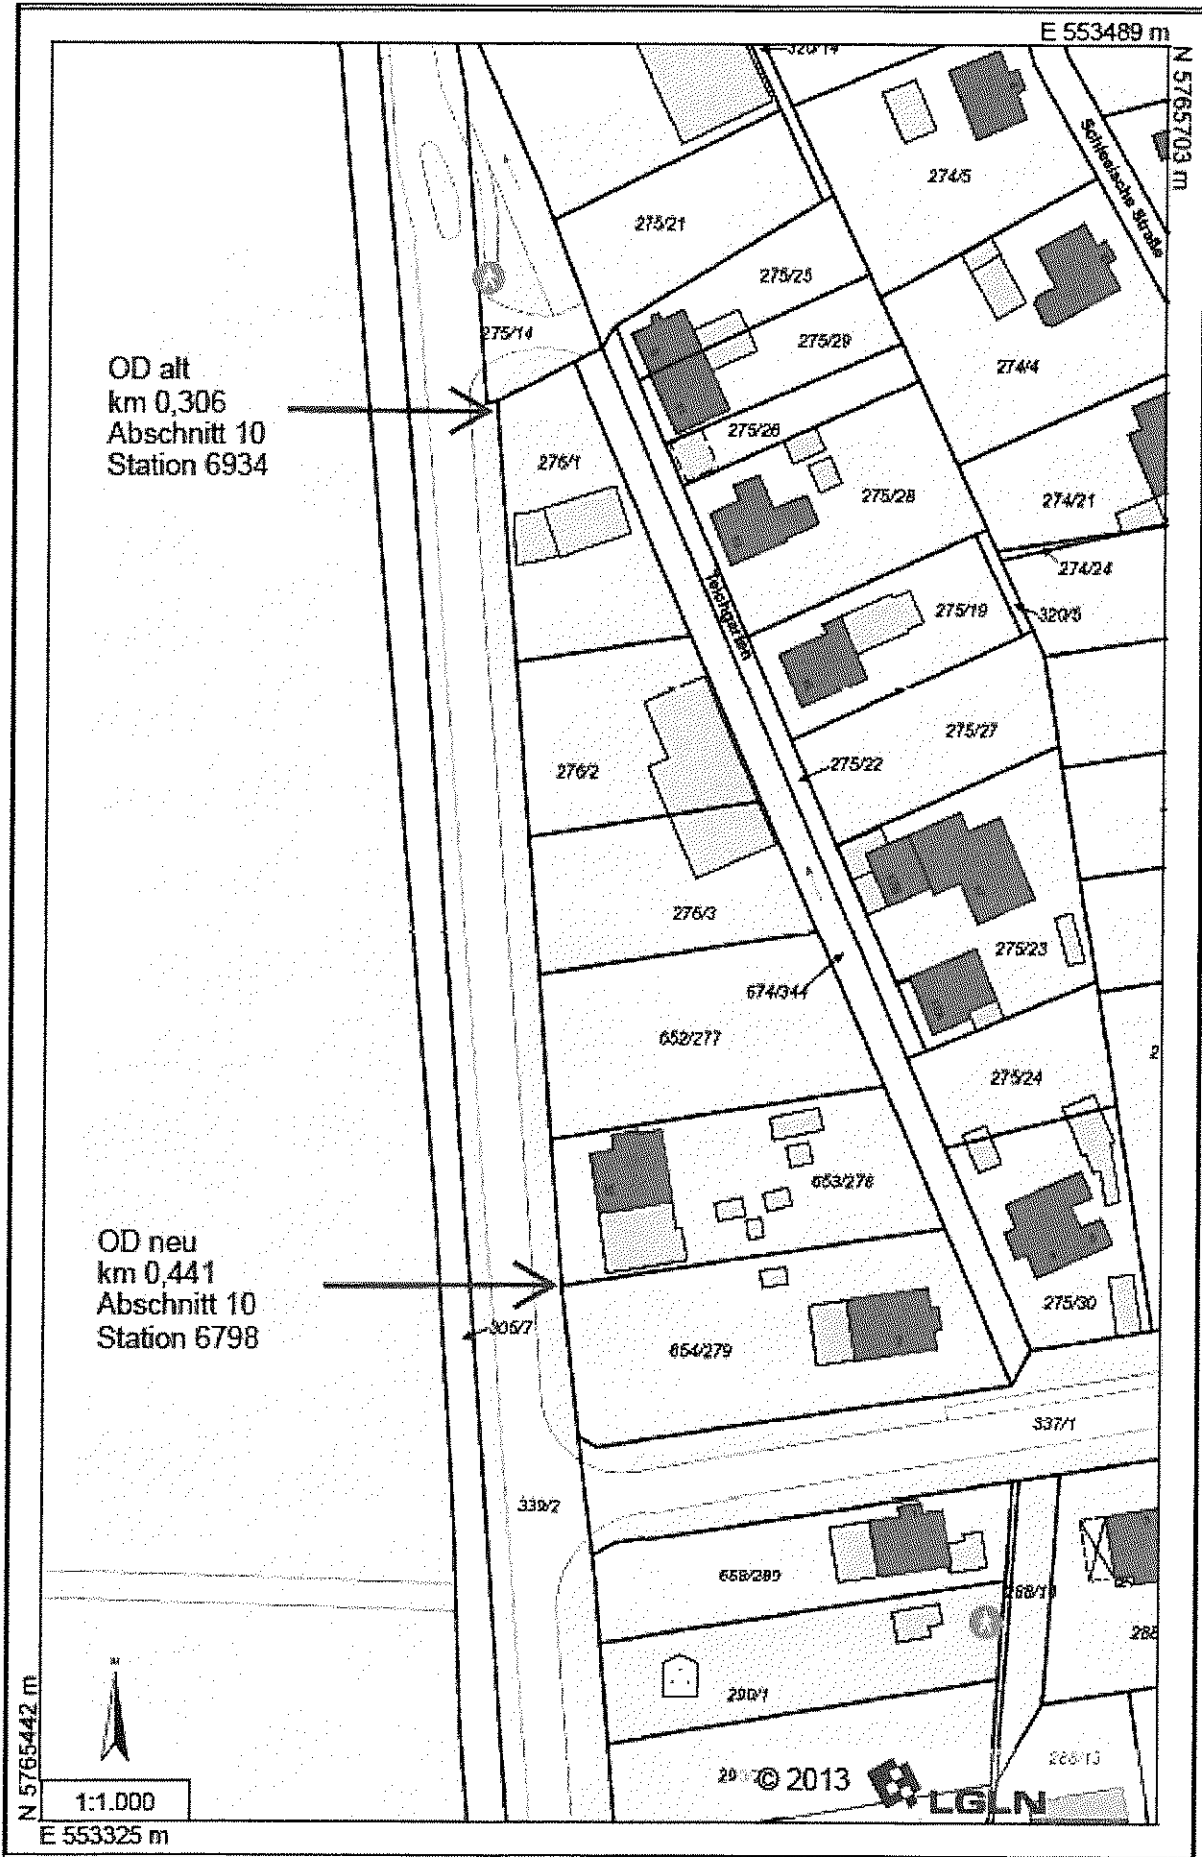 E 553489 m
N 5765703 m
320/14
Schlesische Straße
274/5
275/21
275/25
275/14
275/29
274/4
OD alt
km 0,306
Abschnitt 10
Station 6934
275/26
276/1
275/28
274/21
274/24
Teichgarten
275/19
320/5
275/27
276/2
275/22
276/3
275/23
674/344
652/277
275/24
653/278
OD neu
km 0,441
Abschnitt 10
Station 6798
305/7
275/30
654/279
337/1
339/2
288
290/1
N 5765442 m
1:1.000
© 2013
LGLN
E 553325 m